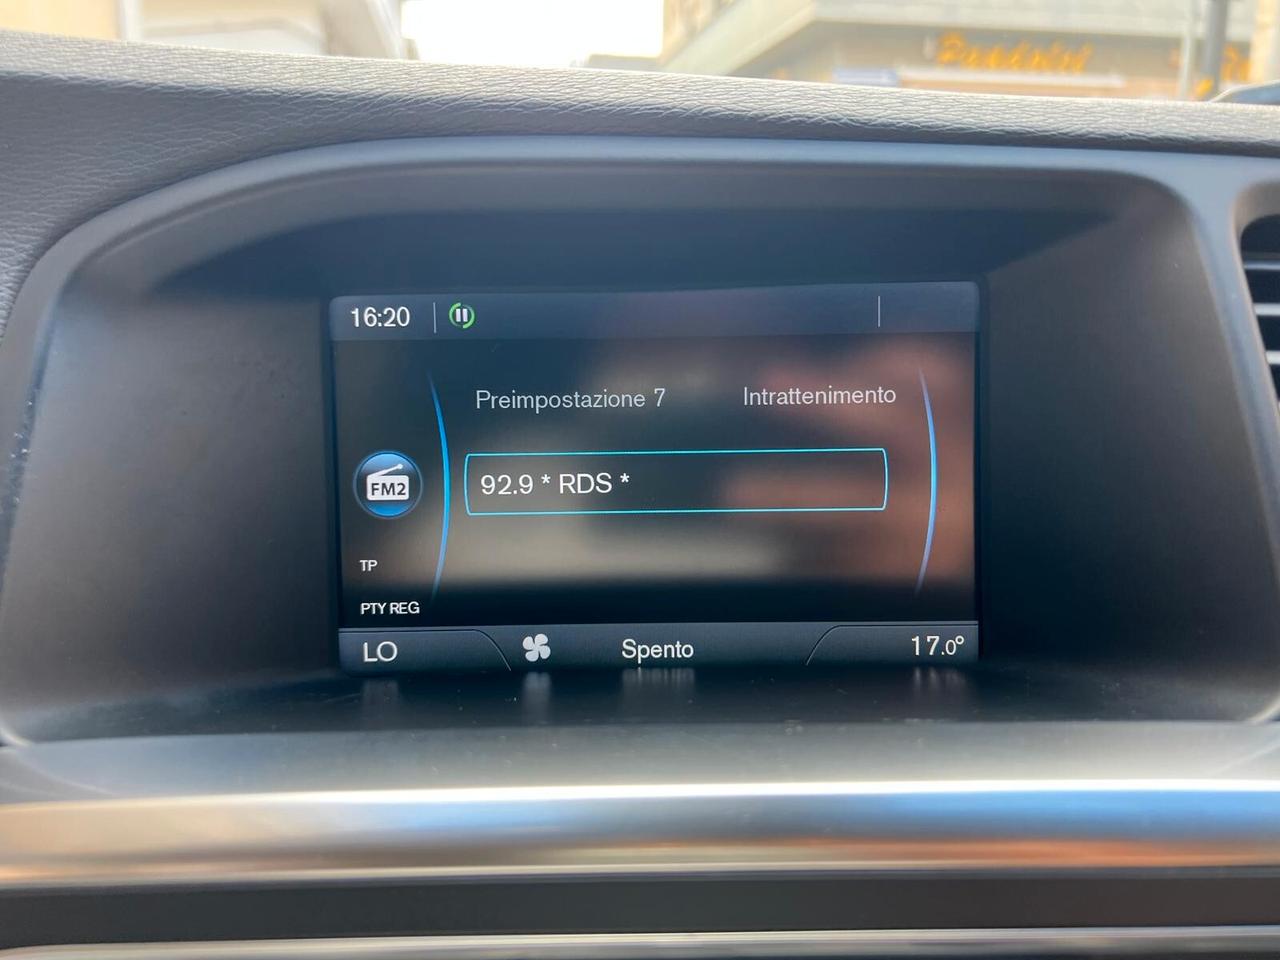 16:20
Preimpostazione 7 Intrattenimento
FM2
92.9 * RDS *
TP
PTY REG
LO Spento 17.0°